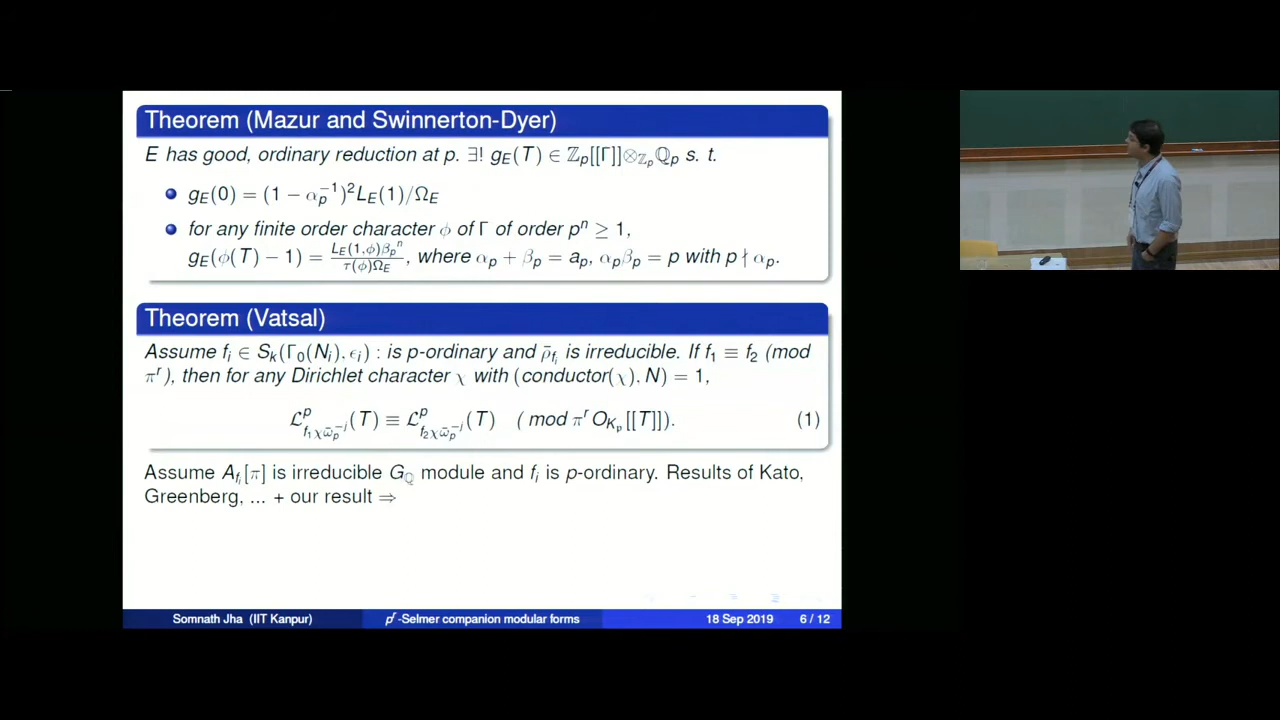 Theorem (Mazur and Swinnerton-Dyer)
E has good, ordinary reduction at p. ∃! g_E(T) ∈ ℤ_p[[Γ]]⊗_{ℤ_p}ℚ_p s. t.
g_E(0) = (1 − α_p^{−1})^2 L_E(1)/Ω_E
for any finite order character ϕ of Γ of order p^n ≥ 1,
g_E(ϕ(T) − 1) = \frac{L_E(1,ϕ)β_p^n}{τ(ϕ)Ω_E}, where α_p + β_p = a_p, α_pβ_p = p with p ∤ α_p.
Theorem (Vatsal)
Assume f_i ∈ S_k(Γ_0(N_i), ϵ_i) : is p-ordinary and ρ̄_{f_i} is irreducible. If f_1 ≡ f_2 (mod
π^r), then for any Dirichlet character χ with (conductor(χ), N) = 1,
ℒ^p_{f_1χω̄_p^{−j}}(T) ≡ ℒ^p_{f_2χω̄_p^{−j}}(T) ( mod π^r O_{K_p}[[T]]). (1)
Assume A_{f_i}[π] is irreducible G_ℚ module and f_i is p-ordinary. Results of Kato,
Greenberg, ... + our result ⇒
Somnath Jha (IIT Kanpur) p^r-Selmer companion modular forms 18 Sep 2019 6 / 12